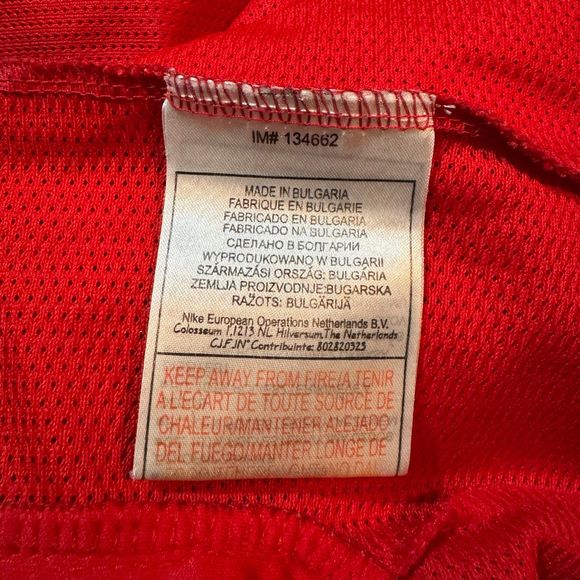 IM# 134662
MADE IN BULGARIA
FABRIQUE EN BULGARIE
FABRICADO EN BULGARIA
FABRICADO NA BULGARIA
СДЕЛАНО В БОЛГАРИИ
WYPRODUKOWANO W BULGARII
SZÁRMAZÁSI ORSZÁG: BULGÁRIA
ZEMLJA PROIZVODNJE:BUGARSKA
RAŽOTS: BULGĀRIJĀ
Nike European Operations Netherlands B.V.
Colosseum 1,1213 NL Hilversum,The Netherlands
C.I.F./N° Contribuinte: 802820325
KEEP AWAY FROM FIRE/A TENIR
A L'ECART DE TOUTE SOURCE DE
CHALEUR/MANTENER ALEJADO
DEL FUEGO/MANTER LONGE DE